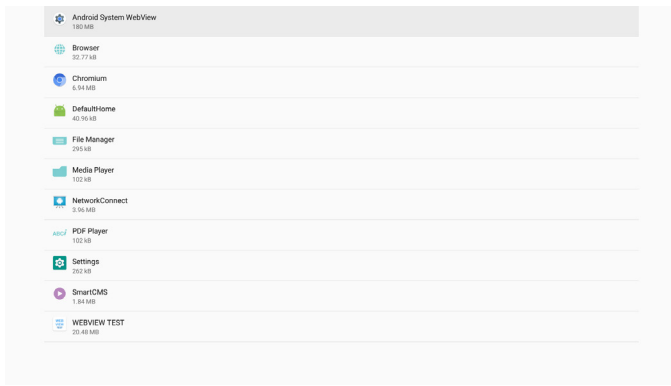 Android System WebView
180 MB
Browser
32.77 kB
Chromium
6.94 MB
DefaultHome
40.96 kB
File Manager
295 kB
Media Player
102 kB
NetworkConnect
3.96 MB
PDF Player
102 kB
Settings
262 kB
SmartCMS
1.84 MB
WEBVIEW TEST
20.48 MB